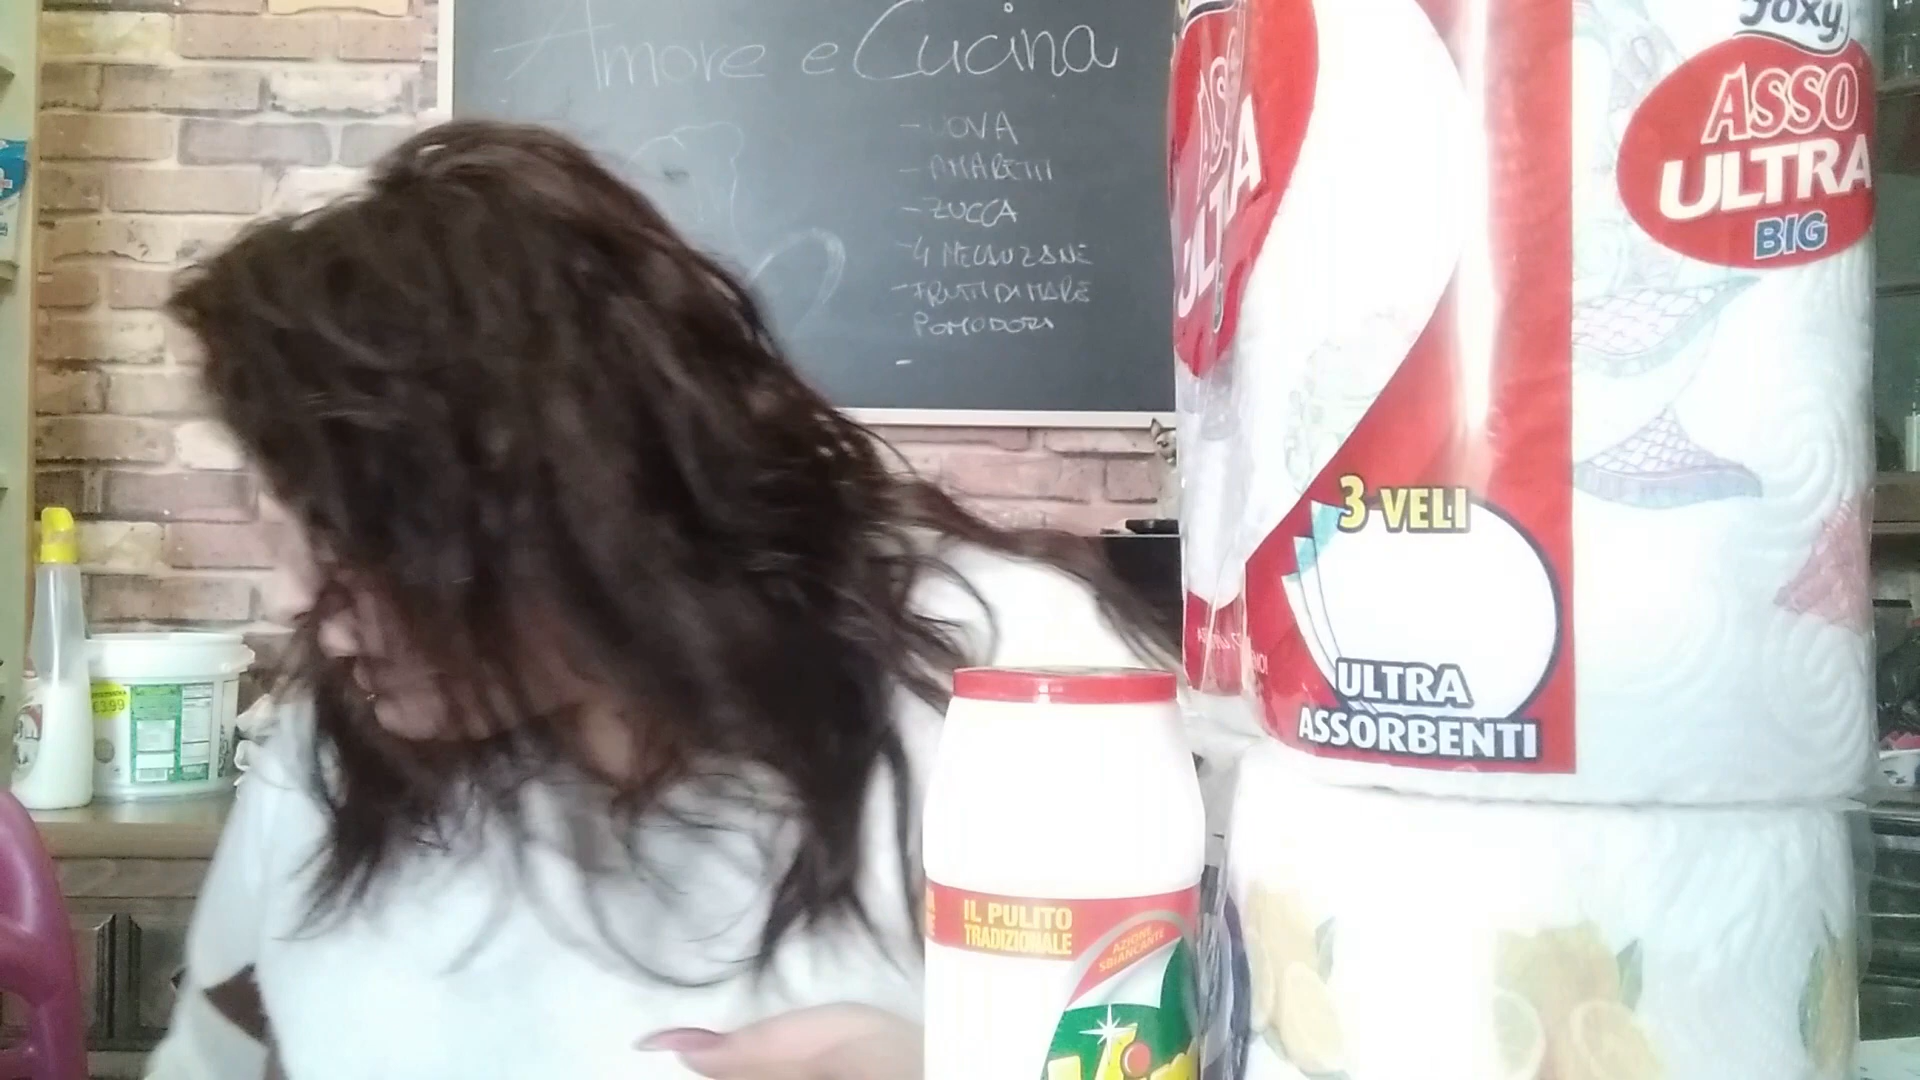 Amore e Cucina
- UOVA
- AMARETTI
- ZUCCA
- 4 MELANZANE
- FRUTTI DI MARE
POMODORI
-
foxy
ASSO
ULTRA
BIG
ULTRA
3 VELI
ULTRA
ASSORBENTI
IL PULITO
TRADIZIONALE
AZIONE
SBIANCANTE
€3.99